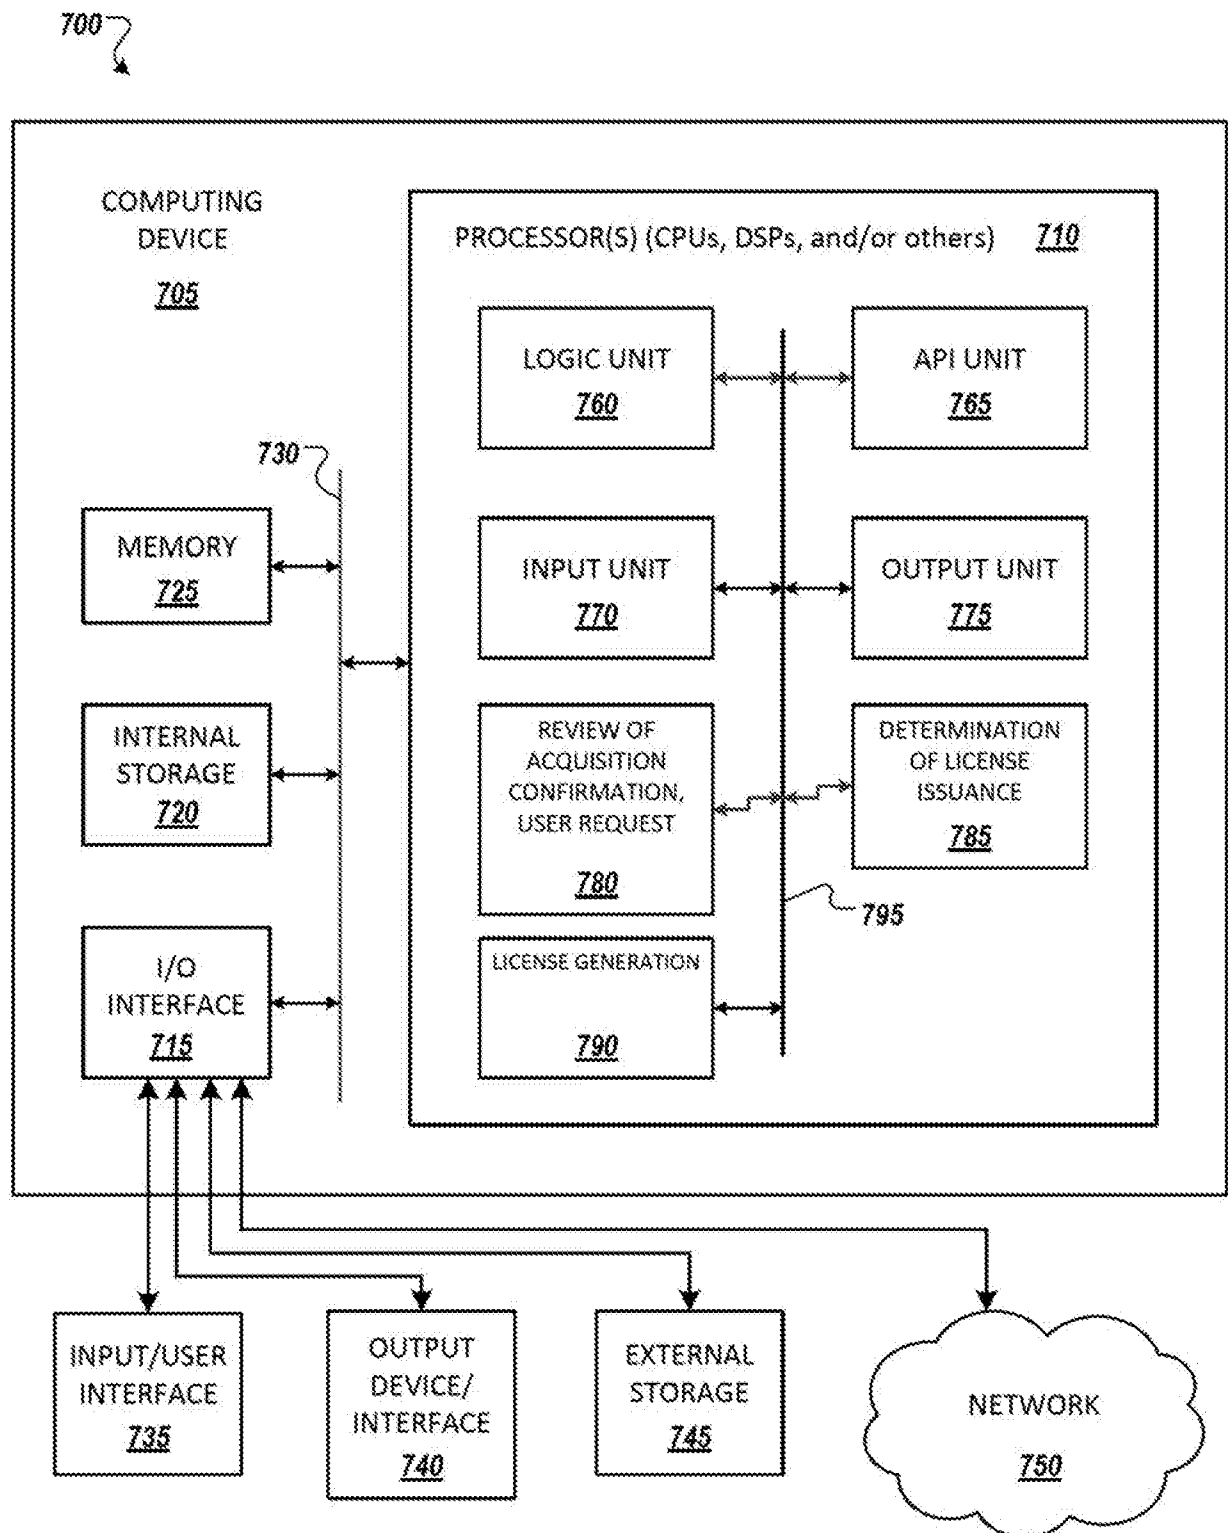 700
COMPUTING
DEVICE
705
PROCESSOR(S) (CPUs, DSPs, and/or others) 710
LOGIC UNIT
760
API UNIT
765
730
MEMORY
725
INPUT UNIT
770
OUTPUT UNIT
775
INTERNAL
STORAGE
720
REVIEW OF
ACQUISITION
CONFIRMATION,
USER REQUEST
780
DETERMINATION
OF LICENSE
ISSUANCE
785
795
I/O
INTERFACE
715
LICENSE GENERATION
790
INPUT/USER
INTERFACE
735
OUTPUT
DEVICE/
INTERFACE
740
EXTERNAL
STORAGE
745
NETWORK
750